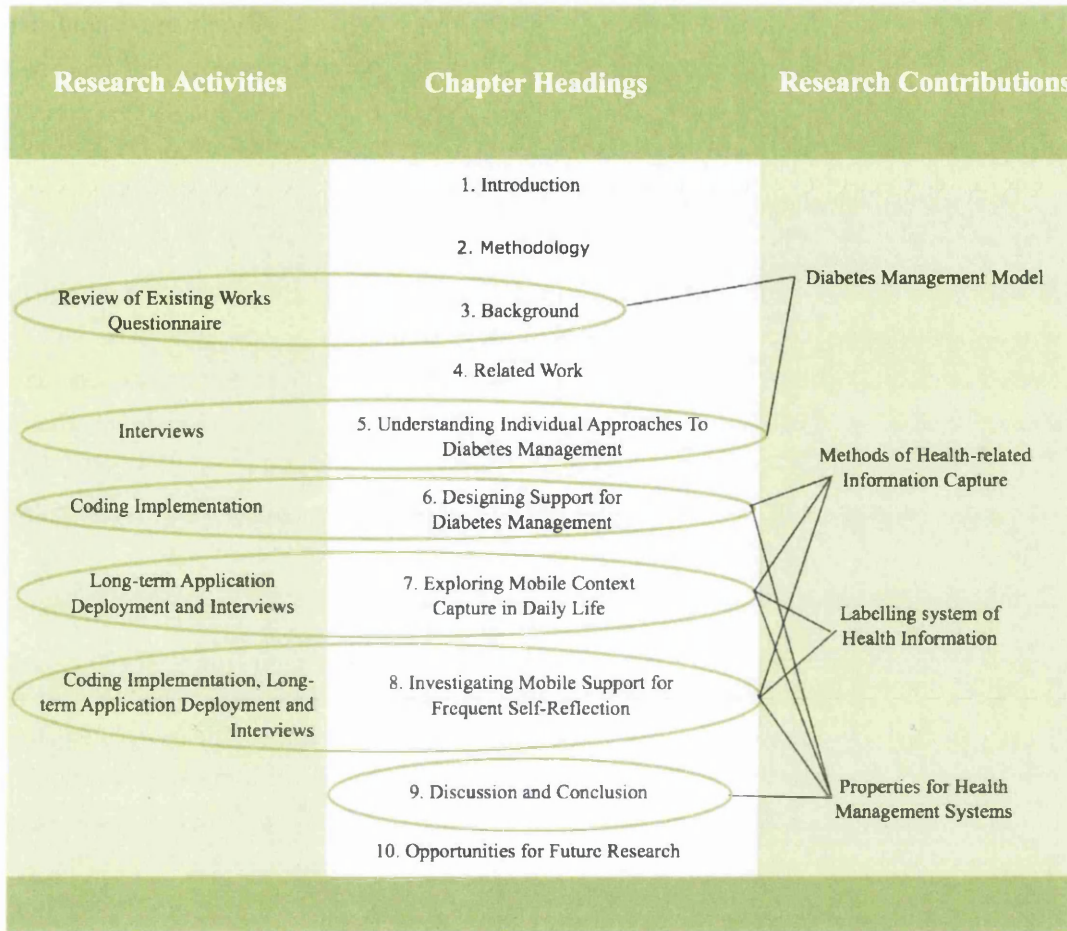 Research Activities
Chapter Headings
Research Contributions
1. Introduction
2. Methodology
Review of Existing Works
Questionnaire
3. Background
Diabetes Management Model
4. Related Work
Interviews
5. Understanding Individual Approaches To
Diabetes Management
Methods of Health-related
Information Capture
Coding Implementation
6. Designing Support for
Diabetes Management
Long-term Application
Deployment and Interviews
7. Exploring Mobile Context
Capture in Daily Life
Labelling system of
Health Information
Coding Implementation, Long-
term Application Deployment and
Interviews
8. Investigating Mobile Support for
Frequent Self-Reflection
9. Discussion and Conclusion
Properties for Health
Management Systems
10. Opportunities for Future Research